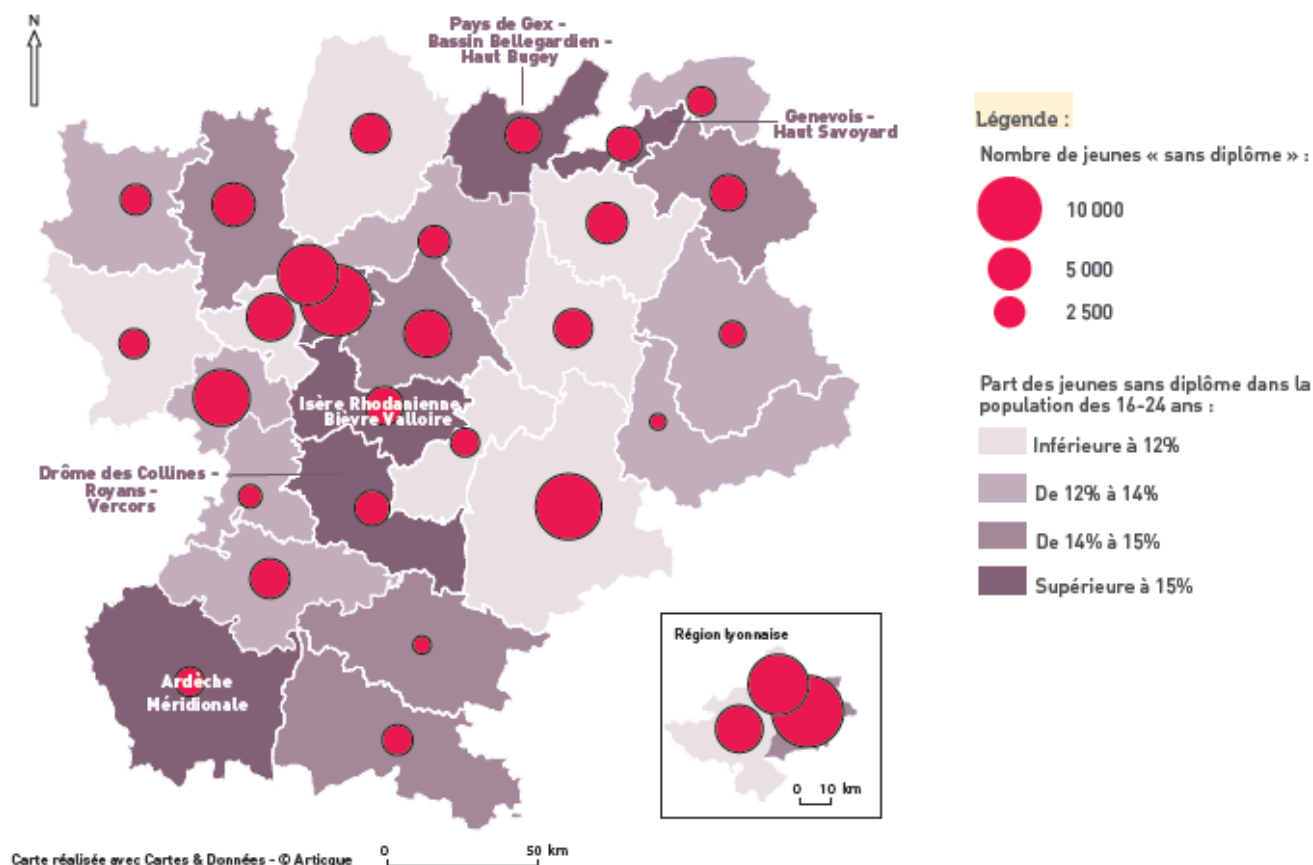 N
Pays de Gex -
Bassin Bellegardien -
Haut Bugey
Genevois -
Haut Savoyard
Isère Rhodanienne
Bièvre Valloire
Drôme des Collines -
Royans -
Vercors
Ardèche
Méridionale
Légende :
Nombre de jeunes « sans diplôme » :
10 000
5 000
2 500
Part des jeunes sans diplôme dans la
population des 16-24 ans :
Inférieure à 12%
De 12% à 14%
De 14% à 15%
Supérieure à 15%
Région lyonnaise
0 10 km
Carte réalisée avec Cartes & Données - © Articque
0 50 km